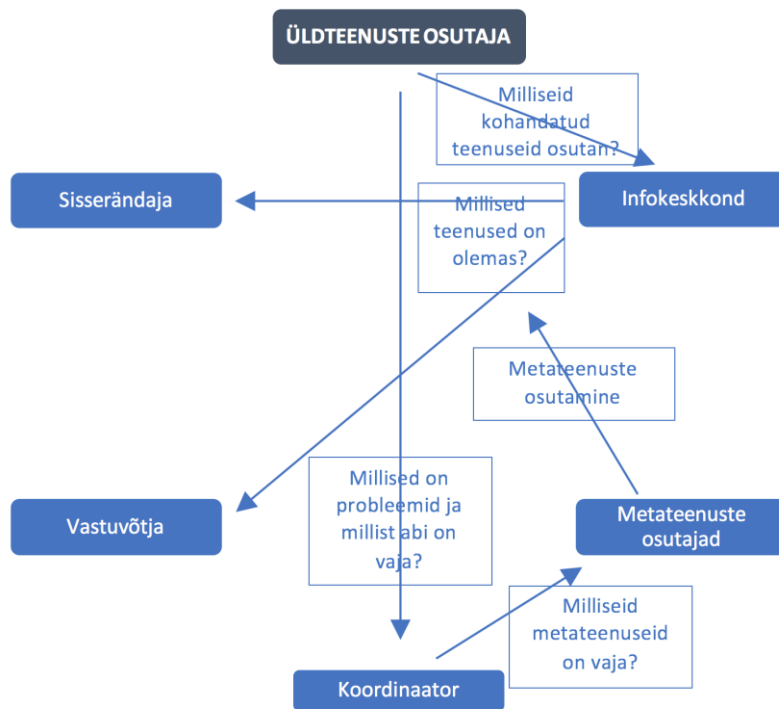 ÜLDTEENUSTE OSUTAJA
Milliseid
kohandatud
teenuseid osutan?
Sisserändaja
Millised
teenused on
olemas?
Infokeskkond
Metateenuste
osutamine
Vastuvõtja
Millised on
probleemid ja
millist abi on
vaja?
Metateenuste
osutajad
Milliseid
metateenuseid
on vaja?
Koordinaator